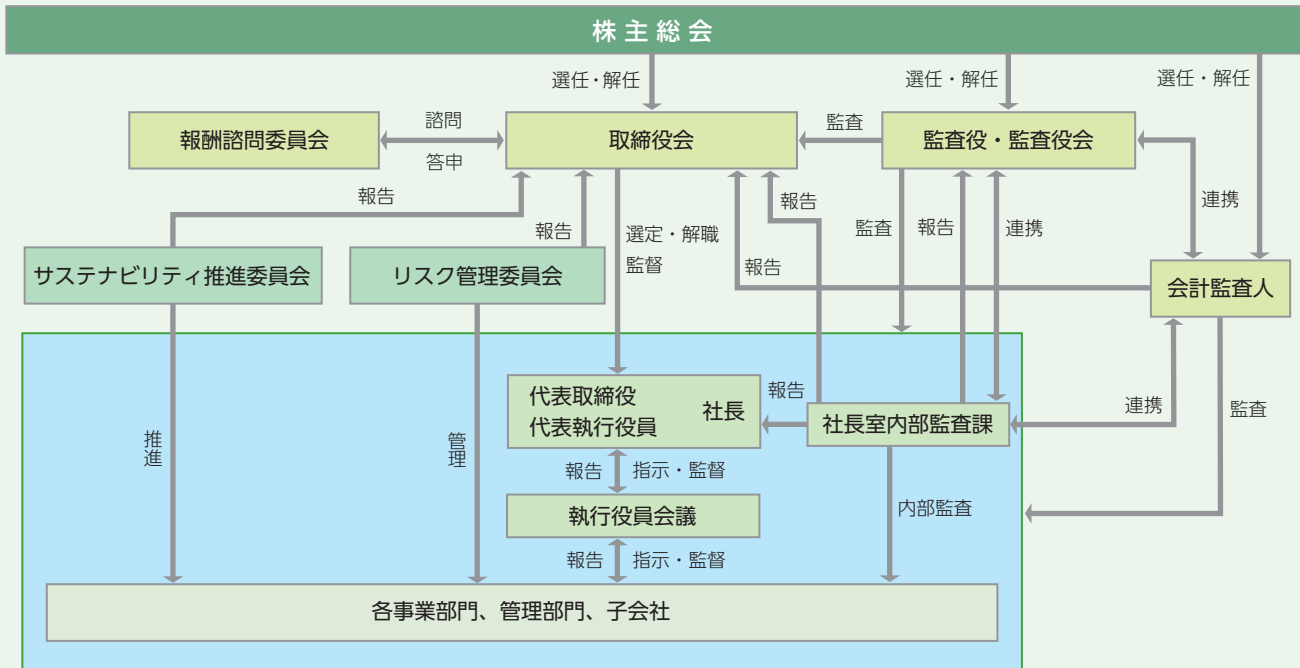 株主総会
選任・解任
選任・解任
選任・解任
報酬諮問委員会
諮問
答申
取締役会
監査
監査役・監査役会
報告
報告
選定・解職
監督
報告
報告
監査
報告
連携
連携
サステナビリティ推進委員会
リスク管理委員会
会計監査人
代表取締役
代表執行役員
社長
報告
社長室内部監査課
連携
監査
推進
管理
報告
指示・監督
執行役員会議
内部監査
報告
指示・監督
各事業部門、管理部門、子会社